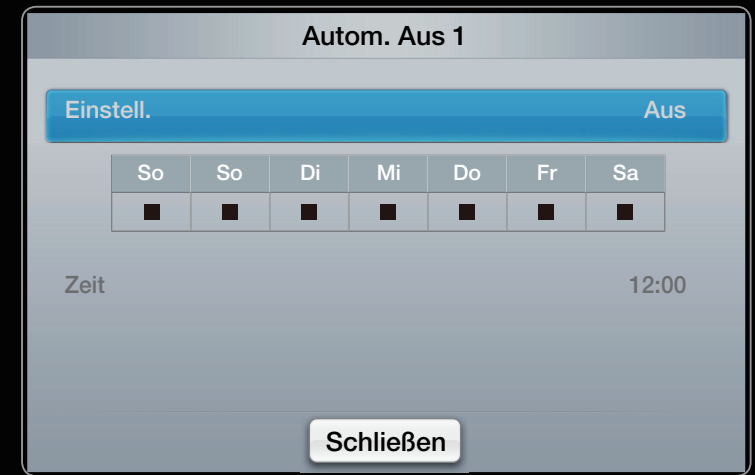 Autom. Aus 1
Einstell. Aus
So So Di Mi Do Fr Sa
Zeit 12:00
Schließen